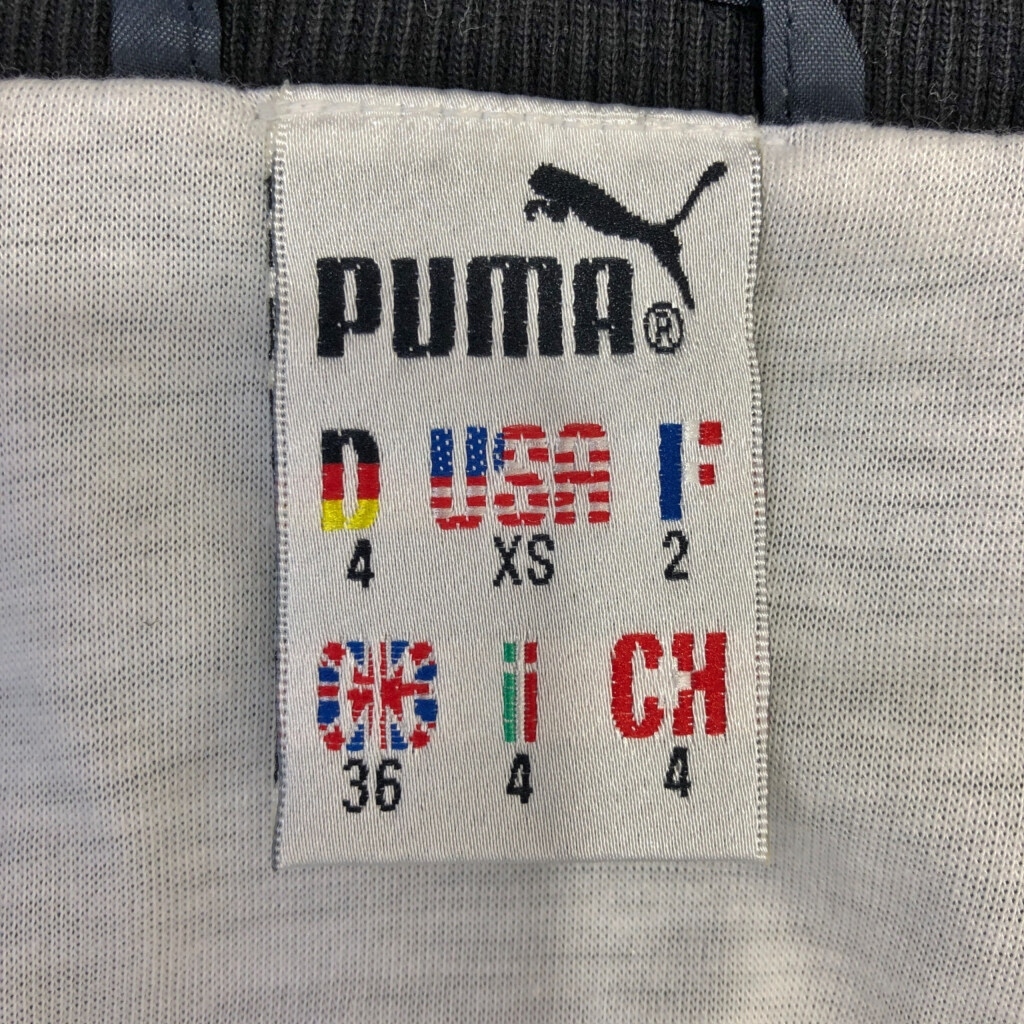 PUMA®
D USA F
4 XS 2
GB I CH
36 4 4